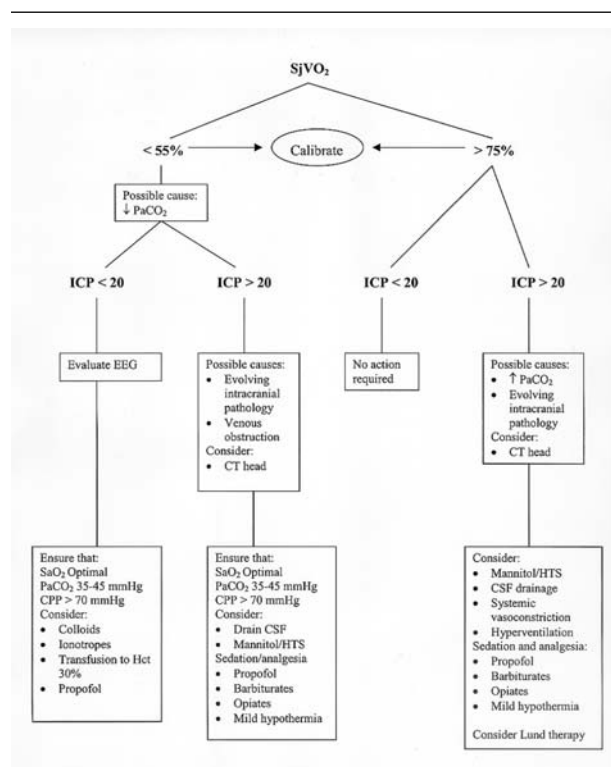 SjVO₂
< 55%
Calibrate
> 75%
Possible cause:
↓ PaCO₂
ICP < 20
ICP > 20
ICP < 20
ICP > 20
Evaluate EEG
Possible causes:
• Evolving
intracranial
pathology
• Venous
obstruction
Consider:
• CT head
No action
required
Possible causes:
• ↑ PaCO₂
• Evolving
intracranial
pathology
Consider:
• CT head
Ensure that:
SaO₂ Optimal
PaCO₂ 35-45 mmHg
CPP > 70 mmHg
Consider:
• Colloids
• Ionotropes
• Transfusion to Hct
30%
• Propofol
Ensure that:
SaO₂ Optimal
PaCO₂ 35-45 mmHg
CPP > 70 mmHg
Consider:
• Drain CSF
• Mannitol/HTS
Sedation/analgesia
• Propofol
• Barbiturates
• Opiates
• Mild hypothermia
Consider:
• Mannitol/HTS
• CSF drainage
• Systemic
vasoconstriction
• Hyperventilation
Sedation and analgesia:
• Propofol
• Barbiturates
• Opiates
• Mild hypothermia
Consider Lund therapy